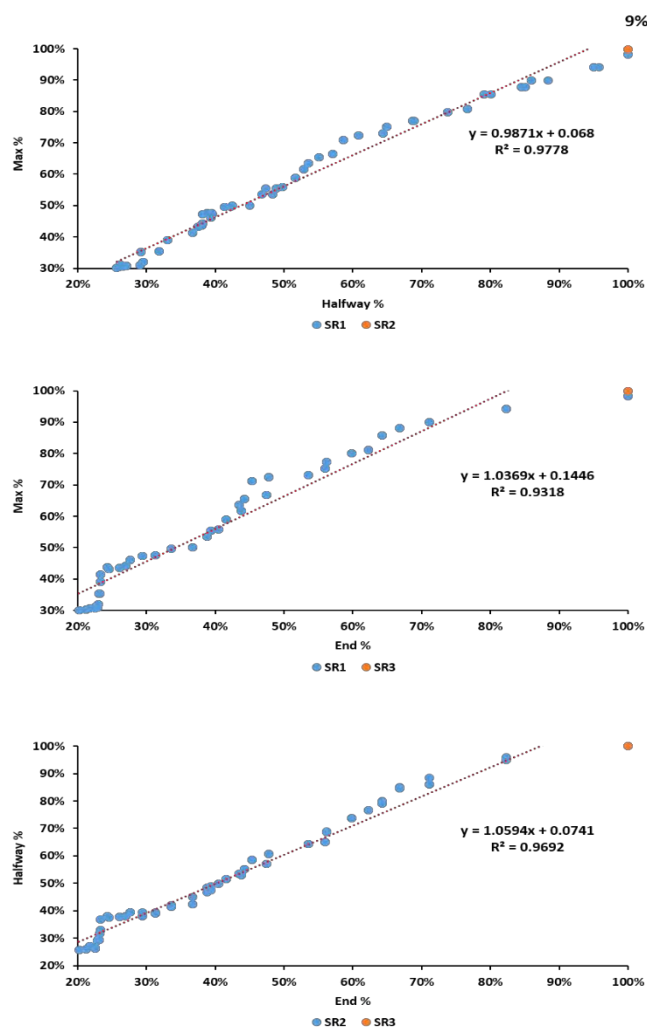 9%
100%
90%
80%
70%
60%
50%
40%
30%
Max %
y = 0.9871x + 0.068
R² = 0.9778
20% 30% 40% 50% 60% 70% 80% 90% 100%
Halfway %
SR1 SR2
100%
90%
80%
70%
60%
50%
40%
30%
Max %
y = 1.0369x + 0.1446
R² = 0.9318
20% 30% 40% 50% 60% 70% 80% 90% 100%
End %
SR1 SR3
100%
90%
80%
70%
60%
50%
40%
30%
20%
Halfway %
y = 1.0594x + 0.0741
R² = 0.9692
20% 30% 40% 50% 60% 70% 80% 90% 100%
End %
SR2 SR3